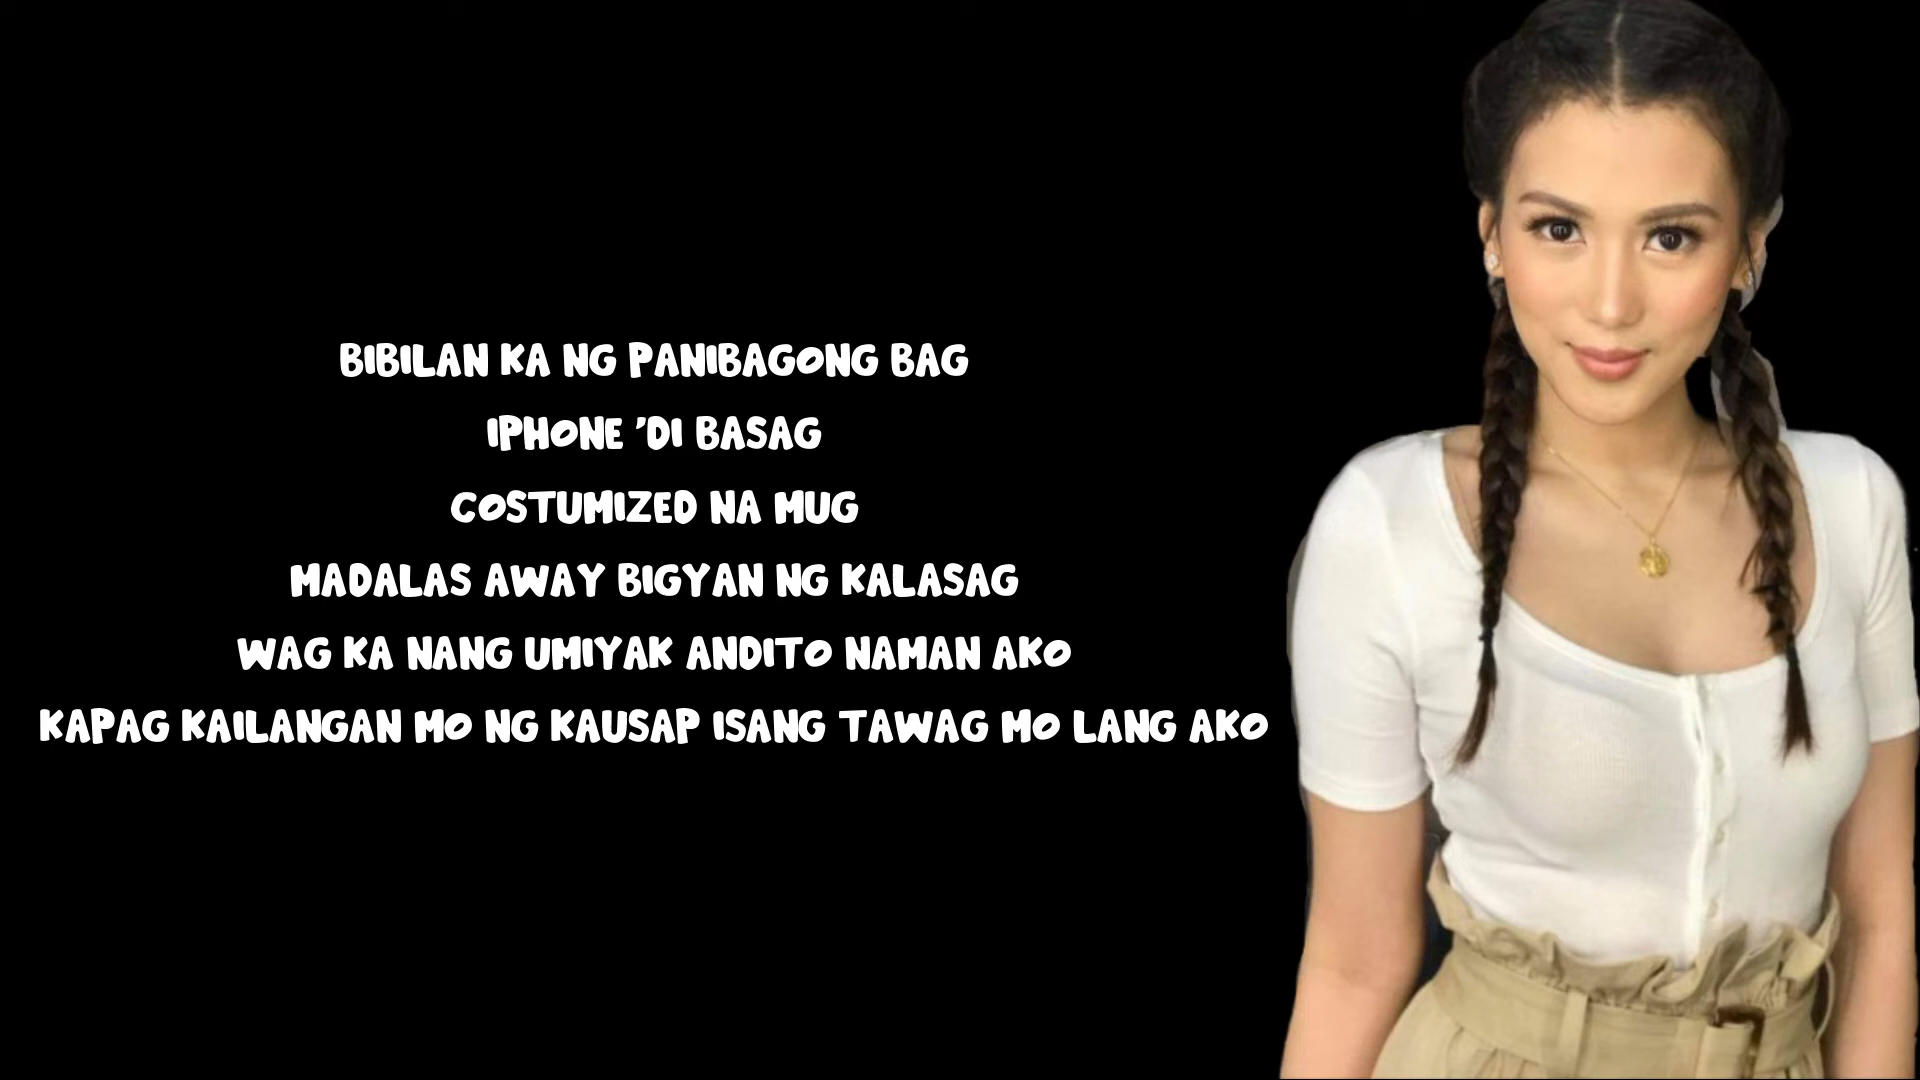 BIBILAN KA NG PANIBAGONG BAG
IPHONE 'DI BASAG
COSTUMIZED NA MUG
MADALAS AWAY BIGYAN NG KALASAG
WAG KA NANG UMIYAK ANDITO NAMAN AKO
KAPAG KAILANGAN MO NG KAUSAP ISANG TAWAG MO LANG AKO